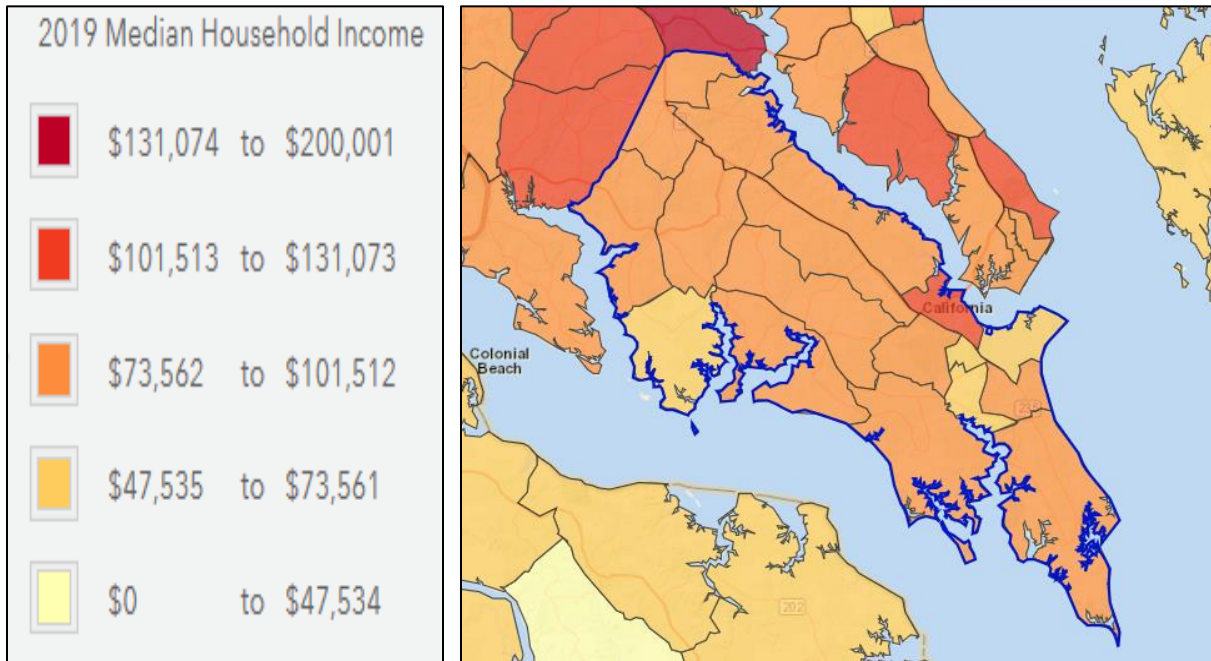 2019 Median Household Income
$131,074 to $200,001
$101,513 to $131,073
$73,562 to $101,512
$47,535 to $73,561
$0 to $47,534
California
Colonial
Beach
202